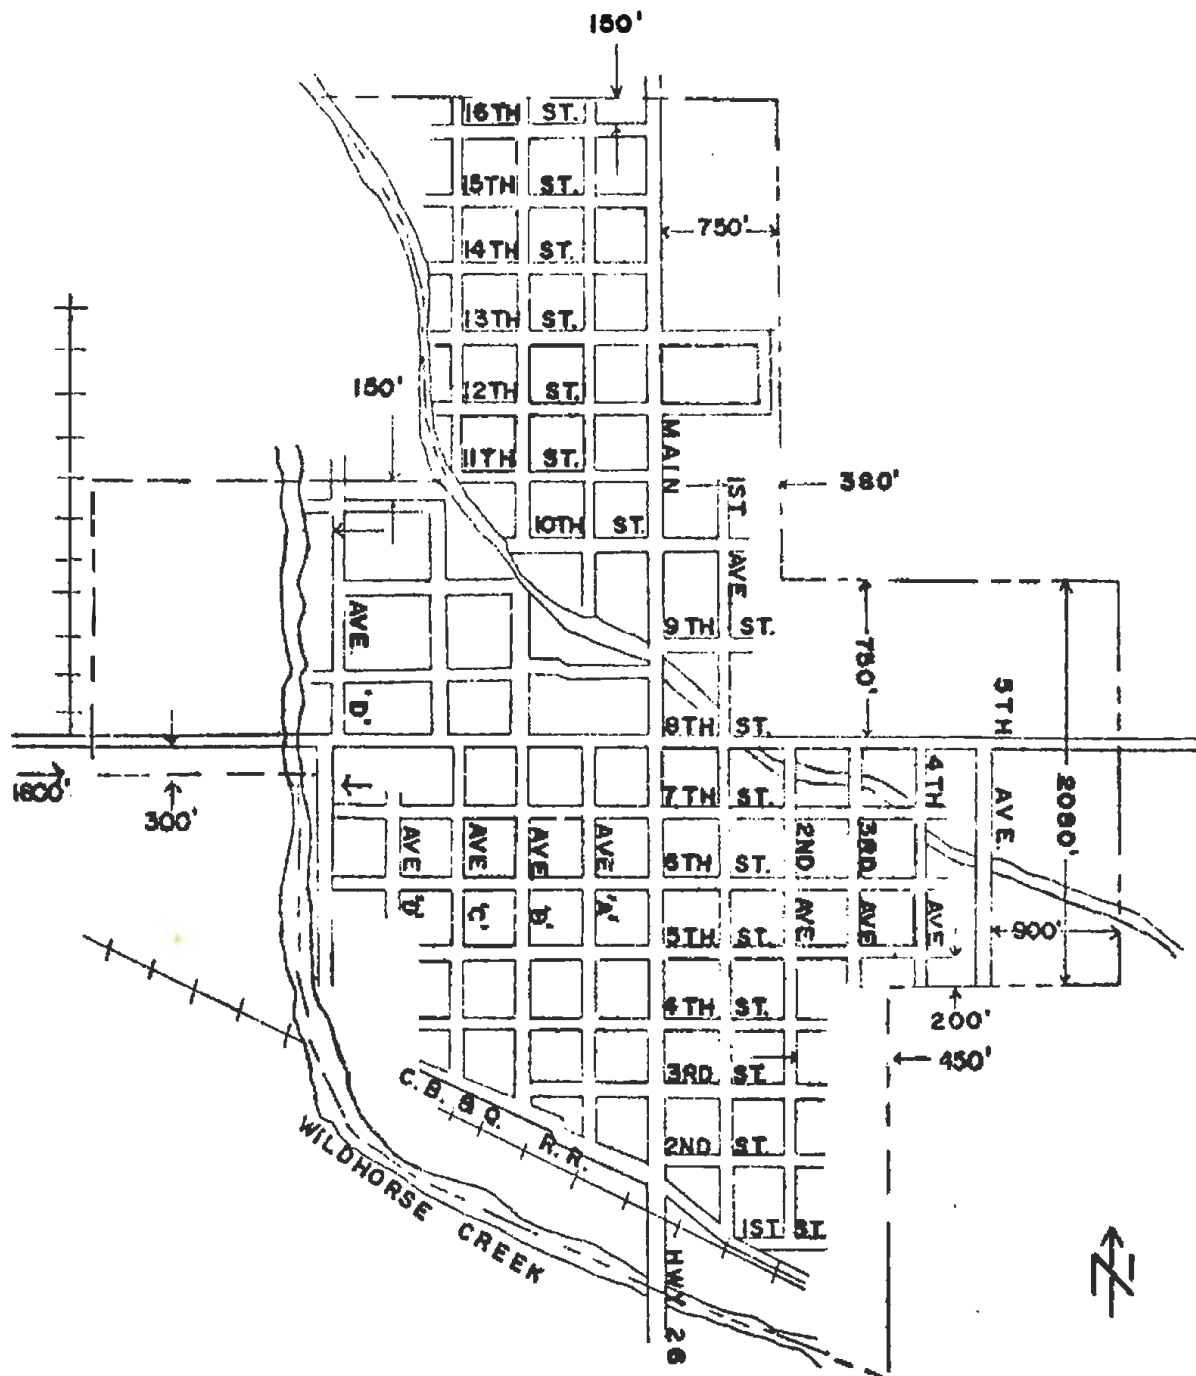 150'
16TH ST.
15TH ST.
750'
14TH ST.
13TH ST.
150'
12TH ST.
MAIN
11TH ST.
380'
1ST AVE
10TH ST.
AVE. 'D'
9TH ST.
750'
5TH AVE.
8TH ST.
4TH AVE
1600'
300'
7TH ST.
2080'
AVE 'D'
AVE 'C'
AVE 'B'
AVE 'A'
6TH ST.
2ND AVE
3RD AVE
5TH ST.
900'
4TH ST.
200'
450'
3RD ST.
C. B. & Q. R. R.
2ND ST.
WILDHORSE CREEK
1ST ST.
HWY 26
N